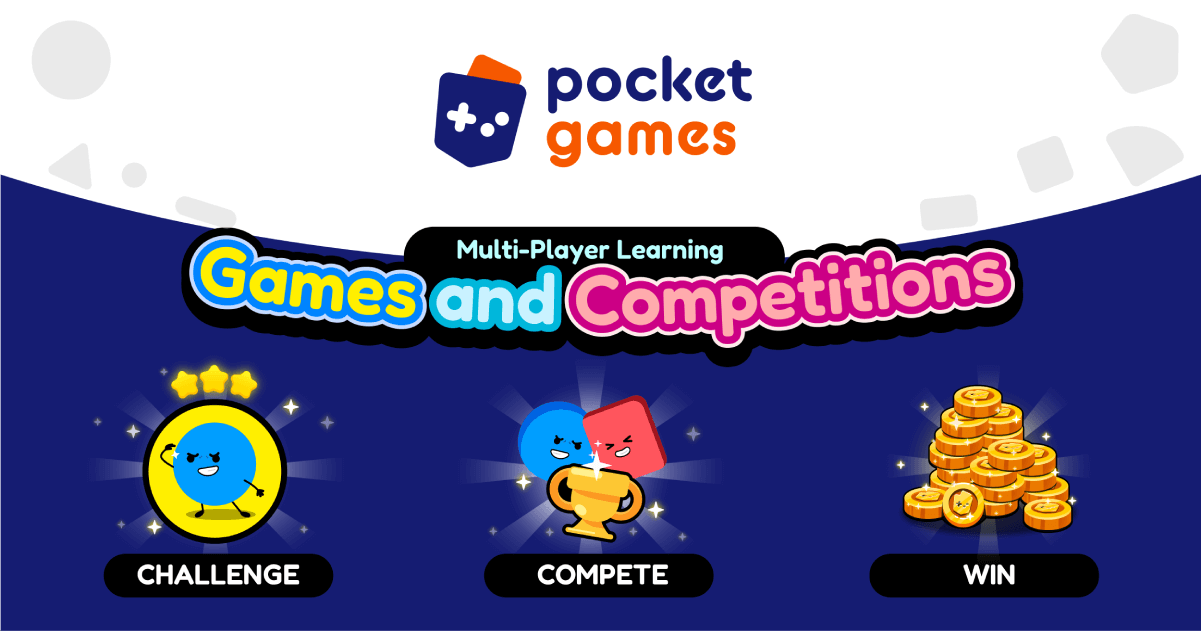 pocket
games
Multi-Player Learning
Games and Competitions
CHALLENGE
COMPETE
WIN